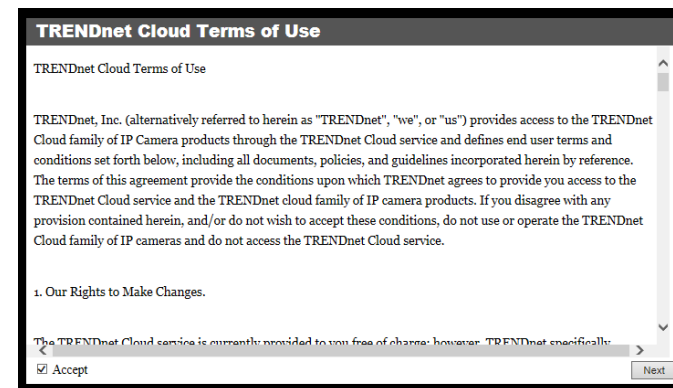 TRENDnet Cloud Terms of Use
TRENDnet Cloud Terms of Use
TRENDnet, Inc. (alternatively referred to herein as "TRENDnet", "we", or "us") provides access to the TRENDnet
Cloud family of IP Camera products through the TRENDnet Cloud service and defines end user terms and
conditions set forth below, including all documents, policies, and guidelines incorporated herein by reference.
The terms of this agreement provide the conditions upon which TRENDnet agrees to provide you access to the
TRENDnet Cloud service and the TRENDnet cloud family of IP camera products. If you disagree with any
provision contained herein, and/or do not wish to accept these conditions, do not use or operate the TRENDnet
Cloud family of IP cameras and do not access the TRENDnet Cloud service.
1. Our Rights to Make Changes.
The TRENDnet Cloud service is currently provided to you free of charge; however, TRENDnet specifically
Accept
Next